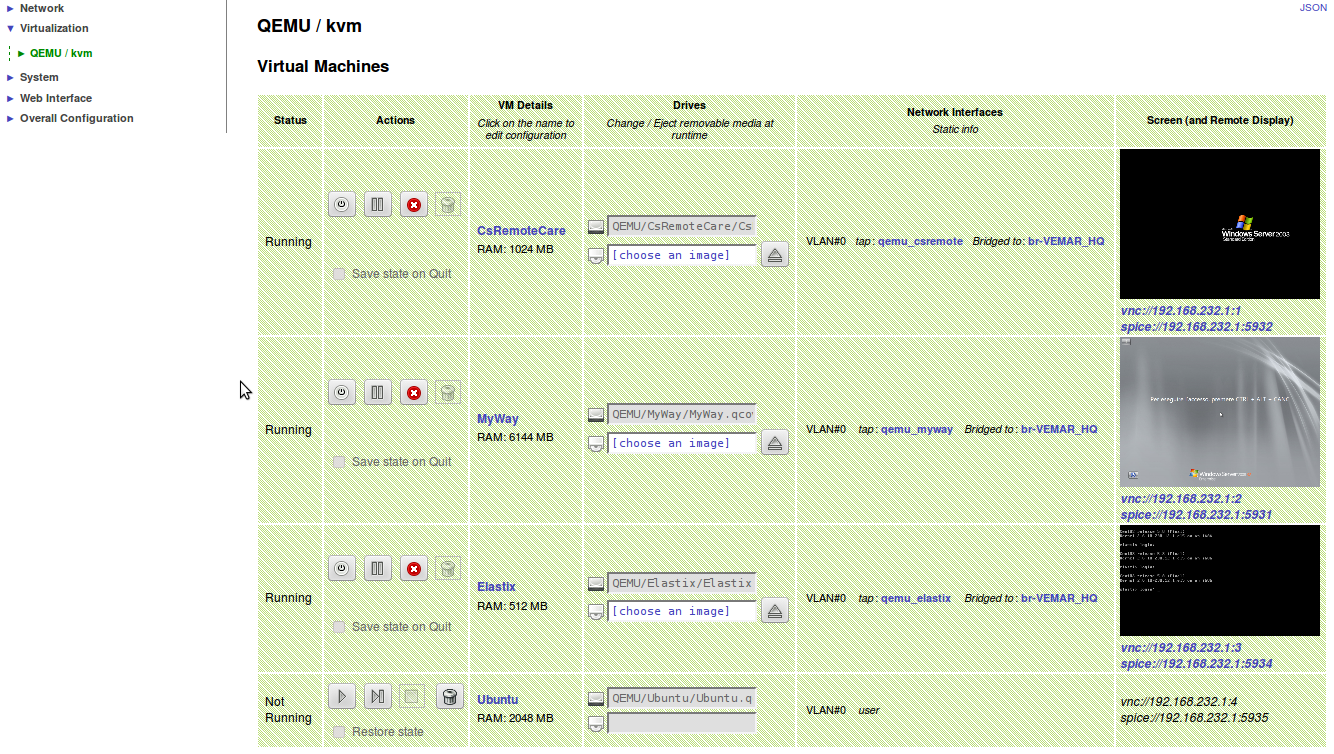 Network
Virtualization
QEMU / kvm
System
Web Interface
Overall Configuration
JSON
QEMU / kvm
Virtual Machines
Status
Actions
VM Details
Click on the name to
edit configuration
Drives
Change / Eject removable media at
runtime
Network Interfaces
Static info
Screen (and Remote Display)
Running
Save state on Quit
CsRemoteCare
RAM: 1024 MB
QEMU/CsRemoteCare/Cs
[choose an image]
VLAN#0 tap: qemu_csremote Bridged to: br-VEMAR_HQ
Windows Server 2003
Standard Edition
vnc://192.168.232.1:1
spice://192.168.232.1:5932
Running
Save state on Quit
MyWay
RAM: 6144 MB
QEMU/MyWay/MyWay.qco
[choose an image]
VLAN#0 tap: qemu_myway Bridged to: br-VEMAR_HQ
Per eseguire l'accesso, premere CTRL + ALT + CANC
Windows Server
vnc://192.168.232.1:2
spice://192.168.232.1:5931
Running
Save state on Quit
Elastix
RAM: 512 MB
QEMU/Elastix/Elastix
[choose an image]
VLAN#0 tap: qemu_elastix Bridged to: br-VEMAR_HQ
vnc://192.168.232.1:3
spice://192.168.232.1:5934
Not
Running
Restore state
Ubuntu
RAM: 2048 MB
QEMU/Ubuntu/Ubuntu.q
VLAN#0 user
vnc://192.168.232.1:4
spice://192.168.232.1:5935